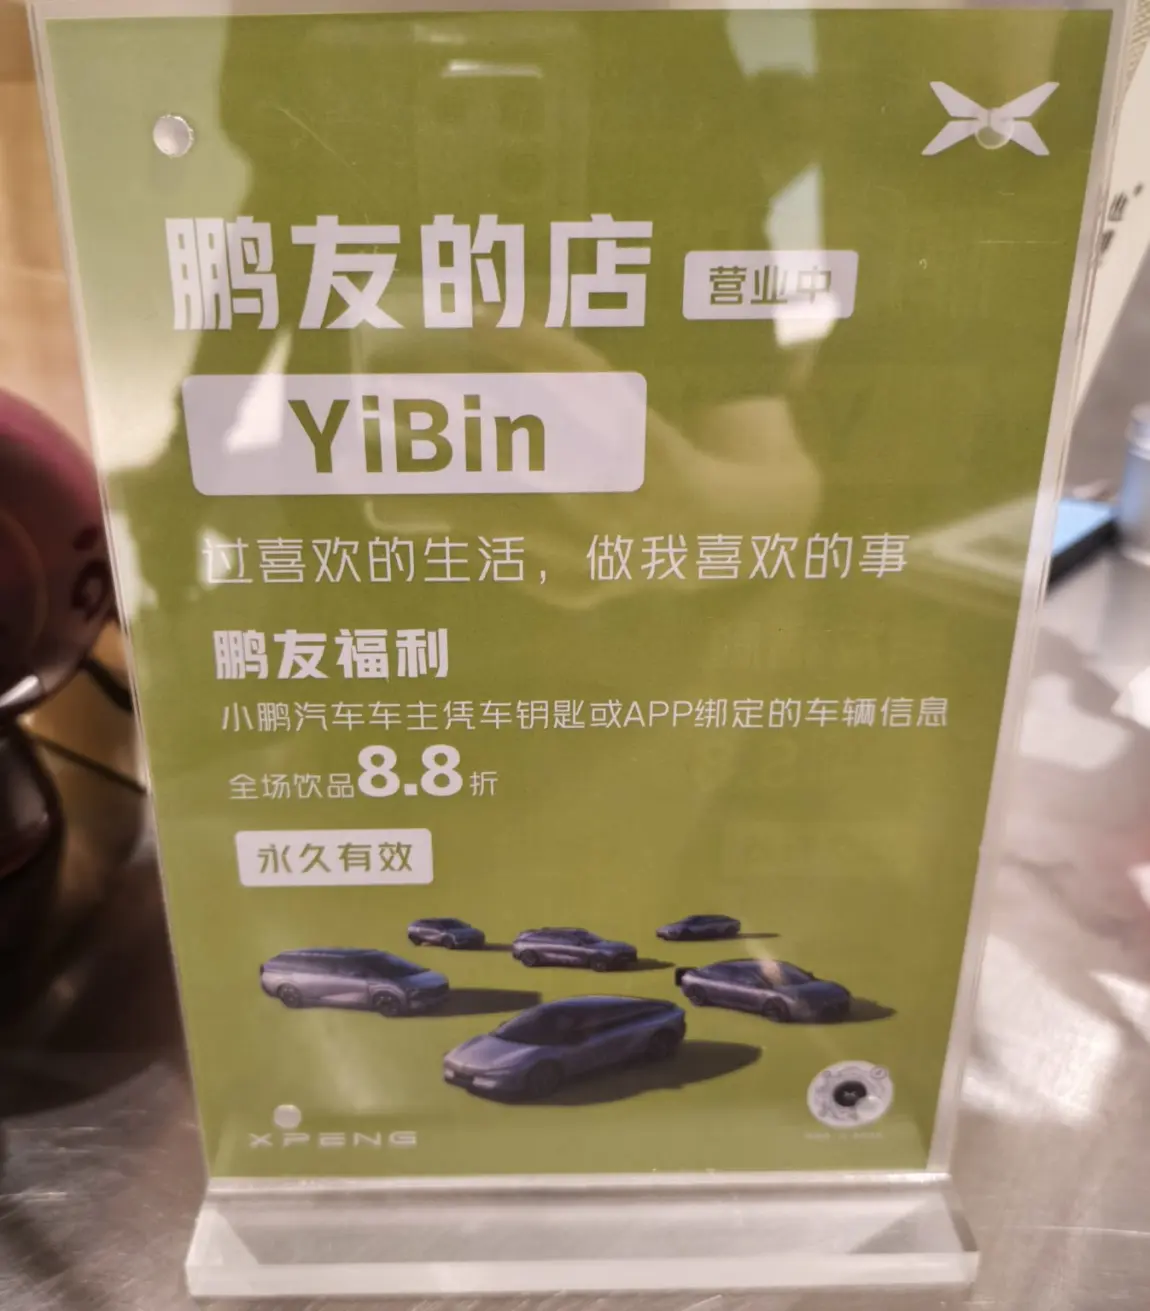 鹏友的店 营业中
YiBin
过喜欢的生活，做我喜欢的事
鹏友福利
小鹏汽车车主凭车钥匙或APP绑定的车辆信息
全场饮品8.8折
永久有效
XPENG